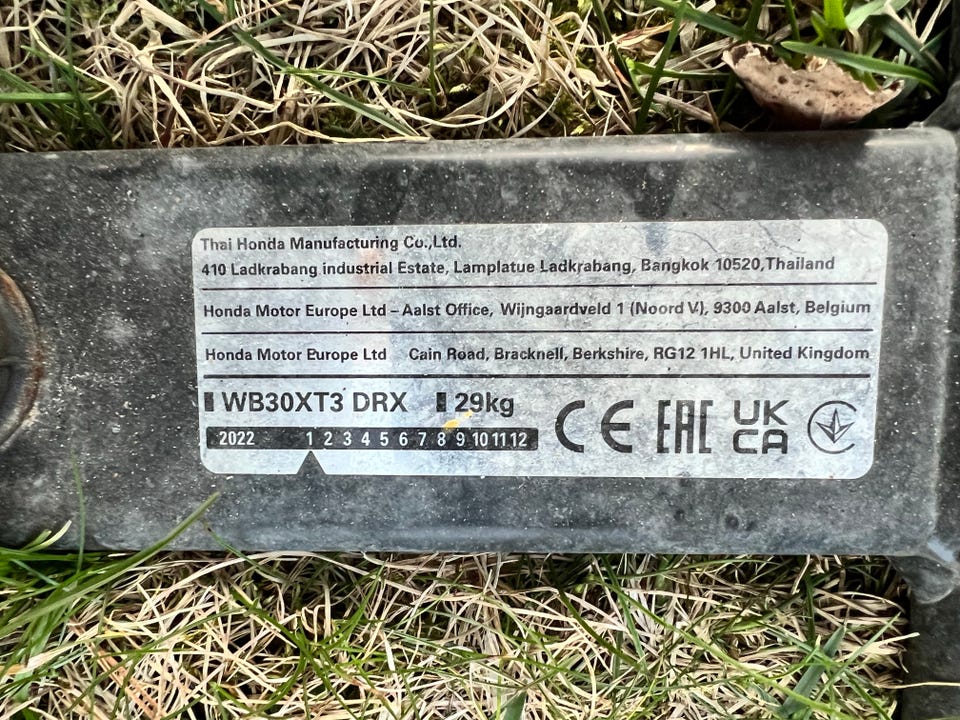 Thai Honda Manufacturing Co.,Ltd.
410 Ladkrabang industrial Estate, Lamplatue Ladkrabang, Bangkok 10520,Thailand
Honda Motor Europe Ltd – Aalst Office, Wijngaardveld 1 (Noord V), 9300 Aalst, Belgium
Honda Motor Europe Ltd Cain Road, Bracknell, Berkshire, RG12 1HL, United Kingdom
WB30XT3 DRX 29kg
2022 1 2 3 4 5 6 7 8 9 10 11 12
CE EAC UK
CA